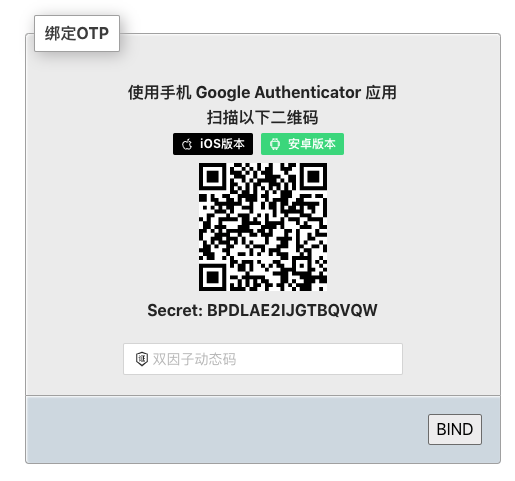 绑定OTP
使用手机 Google Authenticator 应用
扫描以下二维码
iOS版本 安卓版本
Secret: BPDLAE2IJGTBQVQW
双因子动态码
BIND